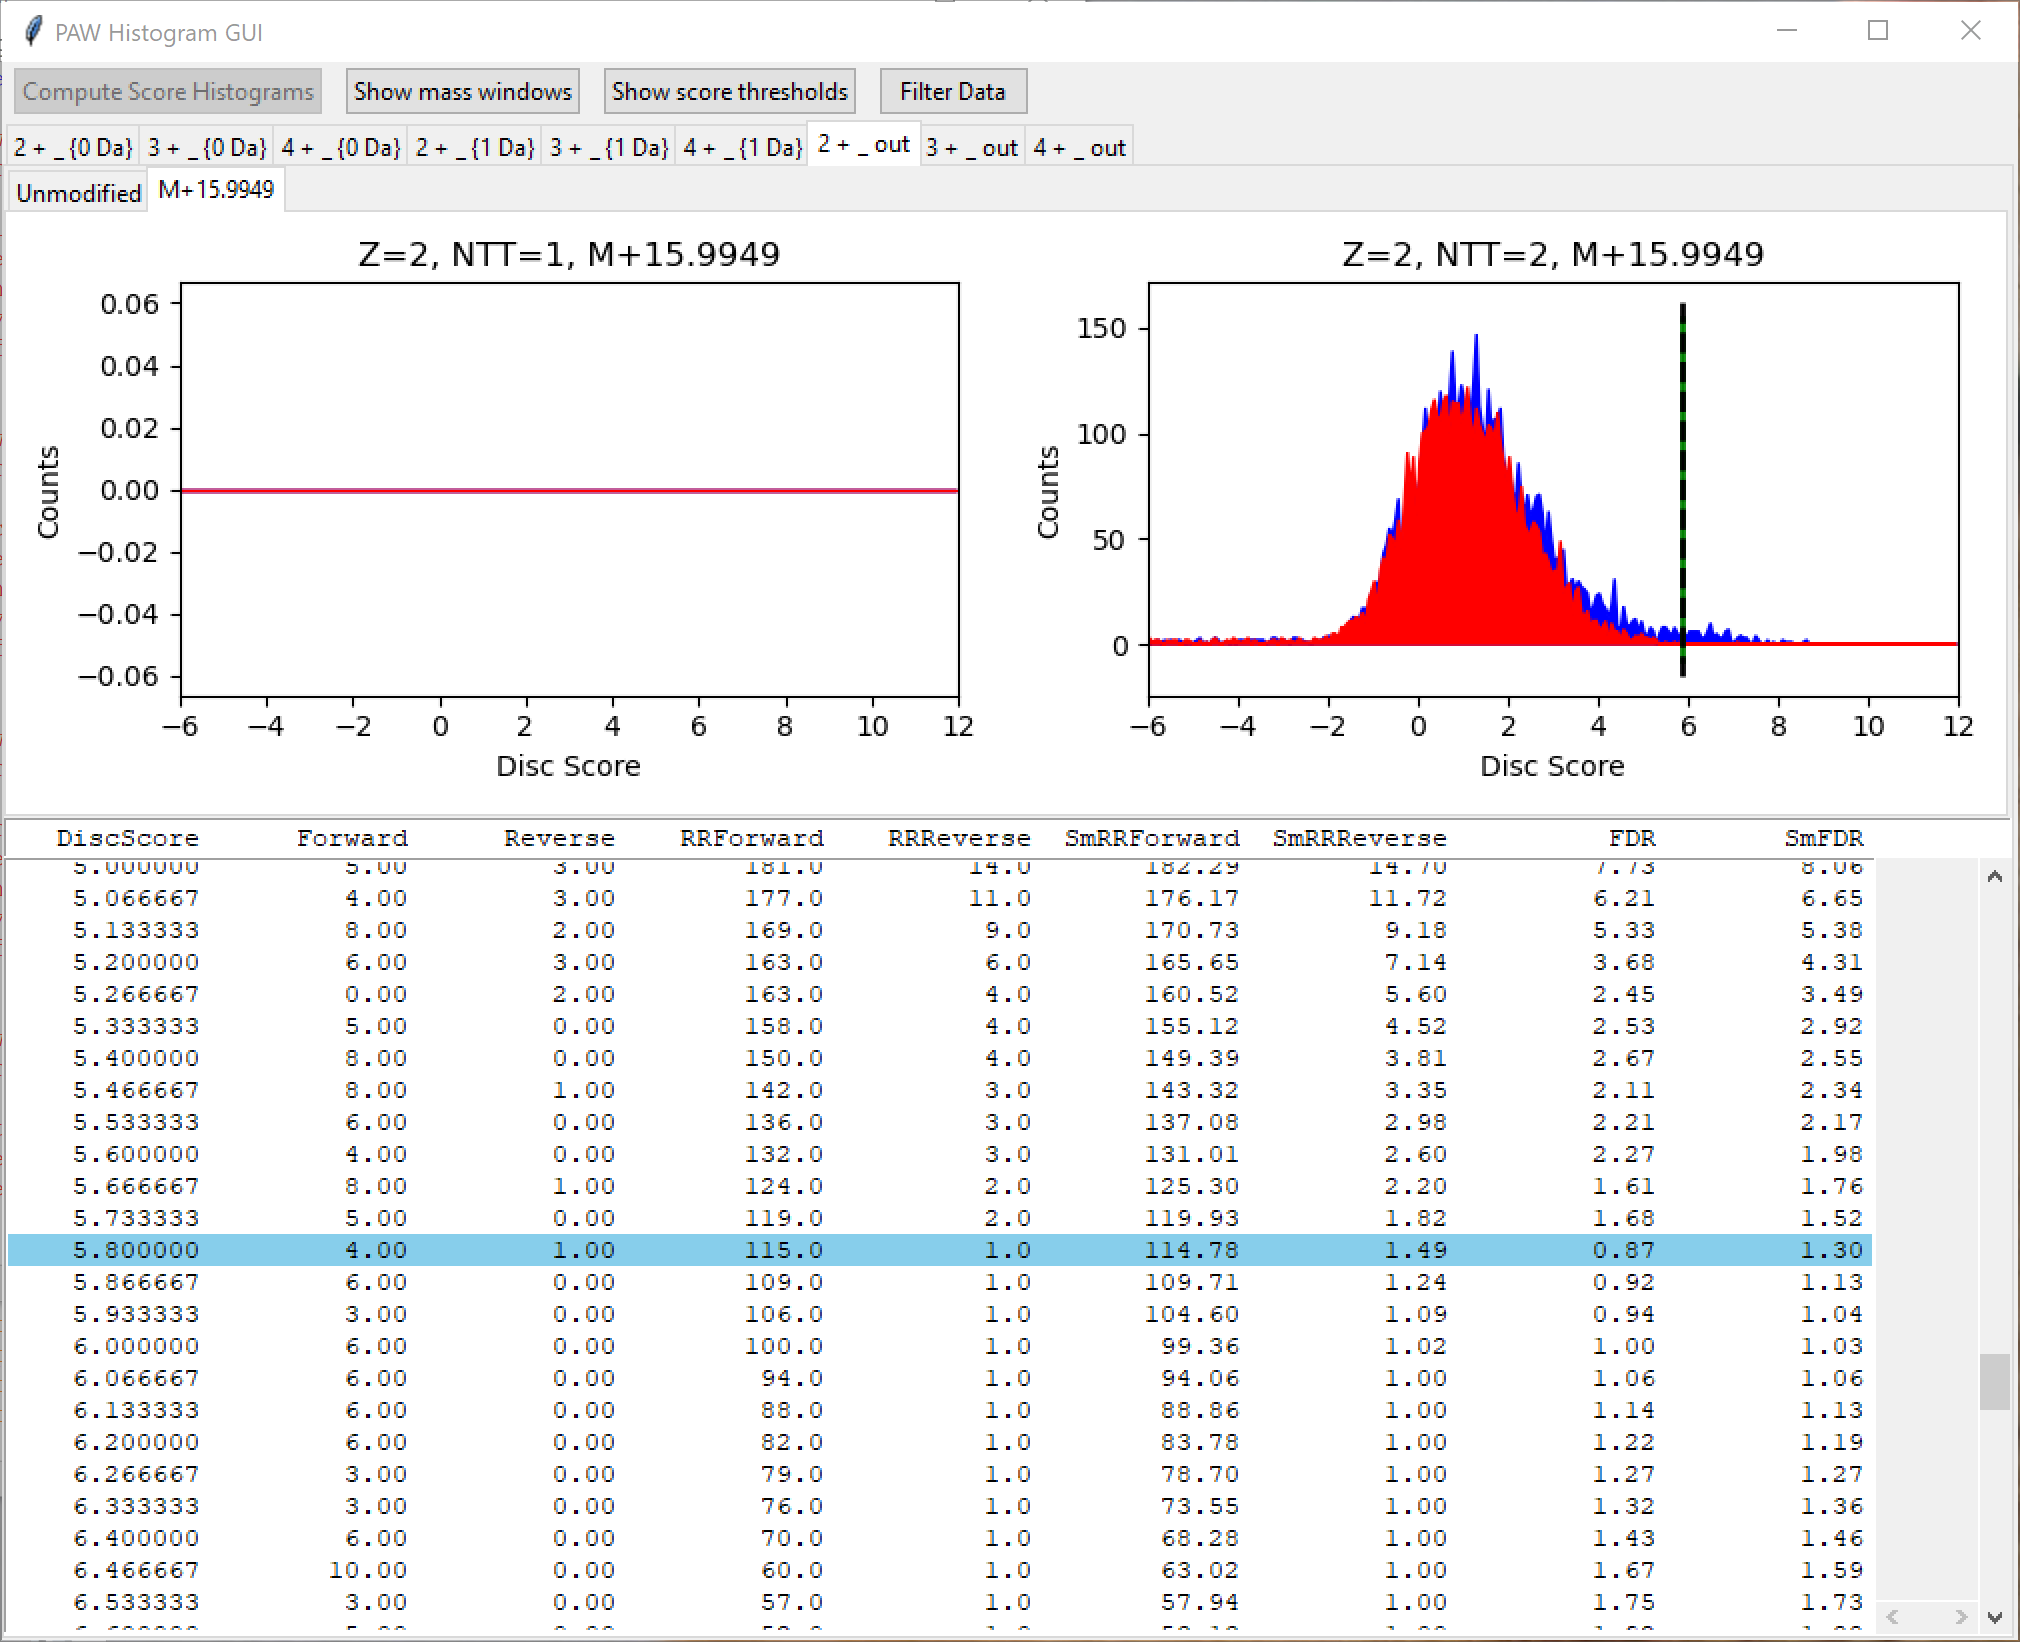 PAW Histogram GUI
Compute Score Histograms Show mass windows Show score thresholds Filter Data
2 + _ {0 Da} 3 + _ {0 Da} 4 + _ {0 Da} 2 + _ {1 Da} 3 + _ {1 Da} 4 + _ {1 Da} 2 + _ out 3 + _ out 4 + _ out
Unmodified M+15.9949
Z=2, NTT=1, M+15.9949
0.06
0.04
0.02
0.00
−0.02
−0.04
−0.06
Counts
−6 −4 −2 0 2 4 6 8 10 12
Disc Score
Z=2, NTT=2, M+15.9949
150
100
50
0
Counts
−6 −4 −2 0 2 4 6 8 10 12
Disc Score
DiscScore Forward Reverse RRForward RRReverse SmRRForward SmRRReverse FDR SmFDR
5.000000 5.00 3.00 181.0 14.0 182.29 14.70 7.73 8.06
5.066667 4.00 3.00 177.0 11.0 176.17 11.72 6.21 6.65
5.133333 8.00 2.00 169.0 9.0 170.73 9.18 5.33 5.38
5.200000 6.00 3.00 163.0 6.0 165.65 7.14 3.68 4.31
5.266667 0.00 2.00 163.0 4.0 160.52 5.60 2.45 3.49
5.333333 5.00 0.00 158.0 4.0 155.12 4.52 2.53 2.92
5.400000 8.00 0.00 150.0 4.0 149.39 3.81 2.67 2.55
5.466667 8.00 1.00 142.0 3.0 143.32 3.35 2.11 2.34
5.533333 6.00 0.00 136.0 3.0 137.08 2.98 2.21 2.17
5.600000 4.00 0.00 132.0 3.0 131.01 2.60 2.27 1.98
5.666667 8.00 1.00 124.0 2.0 125.30 2.20 1.61 1.76
5.733333 5.00 0.00 119.0 2.0 119.93 1.82 1.68 1.52
5.800000 4.00 1.00 115.0 1.0 114.78 1.49 0.87 1.30
5.866667 6.00 0.00 109.0 1.0 109.71 1.24 0.92 1.13
5.933333 3.00 0.00 106.0 1.0 104.60 1.09 0.94 1.04
6.000000 6.00 0.00 100.0 1.0 99.36 1.02 1.00 1.03
6.066667 6.00 0.00 94.0 1.0 94.06 1.00 1.06 1.06
6.133333 6.00 0.00 88.0 1.0 88.86 1.00 1.14 1.13
6.200000 6.00 0.00 82.0 1.0 83.78 1.00 1.22 1.19
6.266667 3.00 0.00 79.0 1.0 78.70 1.00 1.27 1.27
6.333333 3.00 0.00 76.0 1.0 73.55 1.00 1.32 1.36
6.400000 6.00 0.00 70.0 1.0 68.28 1.00 1.43 1.46
6.466667 10.00 0.00 60.0 1.0 63.02 1.00 1.67 1.59
6.533333 3.00 0.00 57.0 1.0 57.94 1.00 1.75 1.73